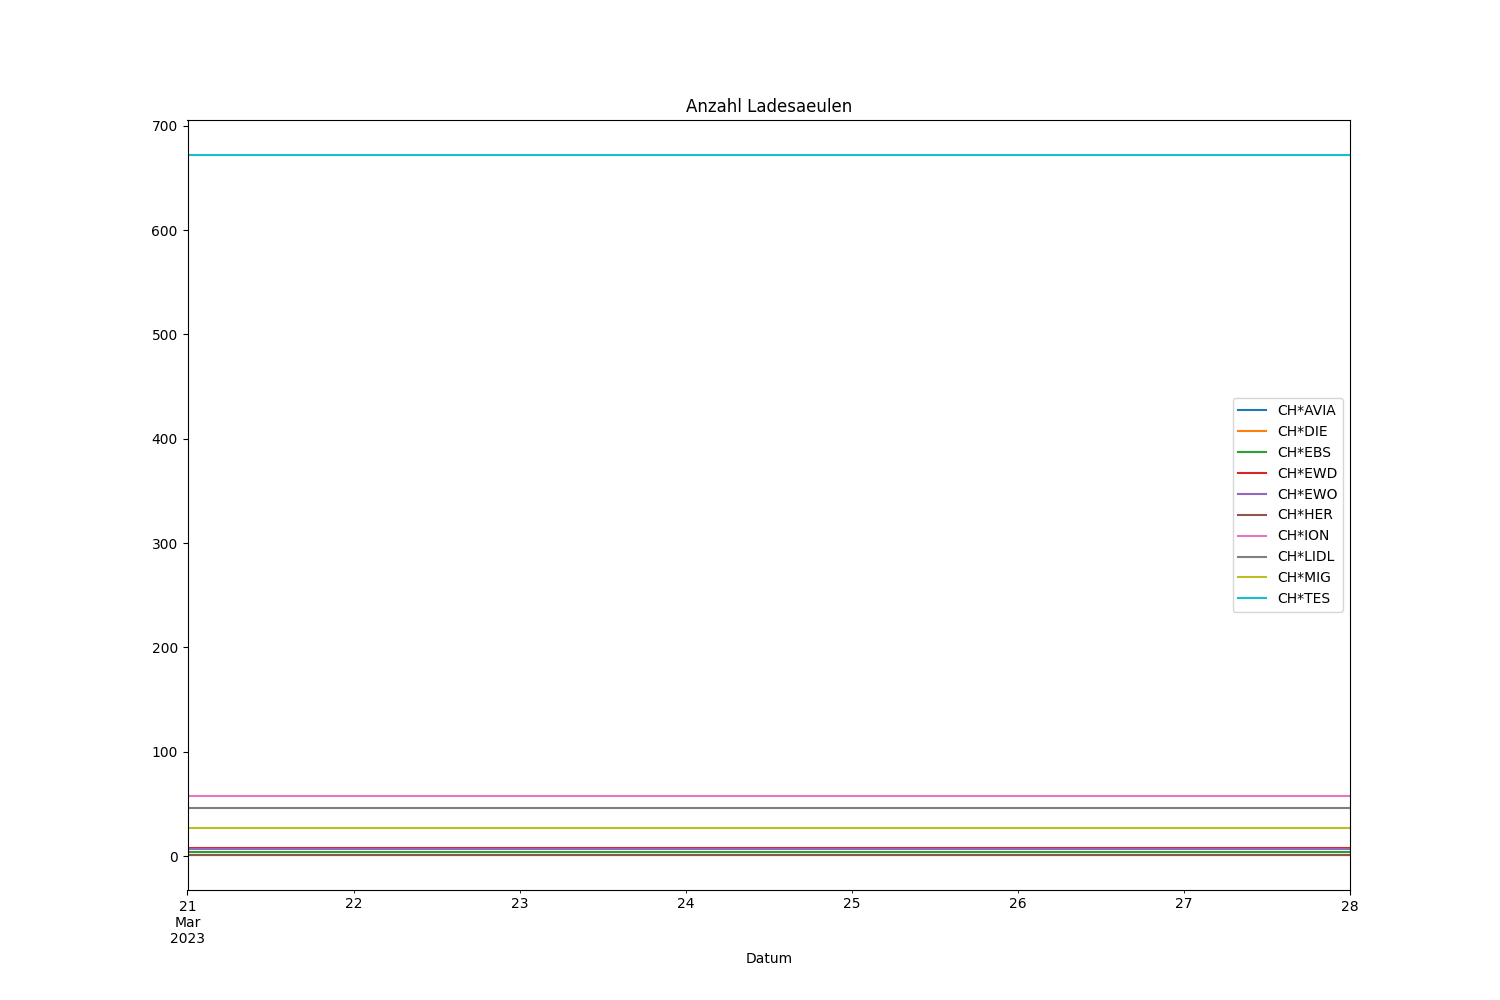 Anzahl Ladesaeulen
700
600
500
400
300
200
100
0
CH*AVIA
CH*DIE
CH*EBS
CH*EWD
CH*EWO
CH*HER
CH*ION
CH*LIDL
CH*MIG
CH*TES
21 22 23 24 25 26 27 28
Mar
2023
Datum